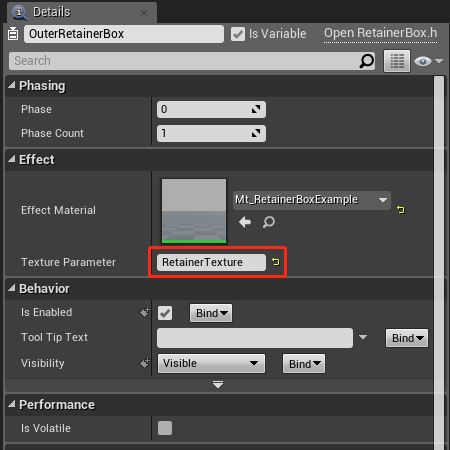 Details
OuterRetainerBox Is Variable Open RetainerBox.h
Search
Phasing
Phase 0
Phase Count 1
Effect
Effect Material Mt_RetainerBoxExample
Texture Parameter RetainerTexture
Behavior
Is Enabled Bind
Tool Tip Text Bind
Visibility Visible Bind
Performance
Is Volatile